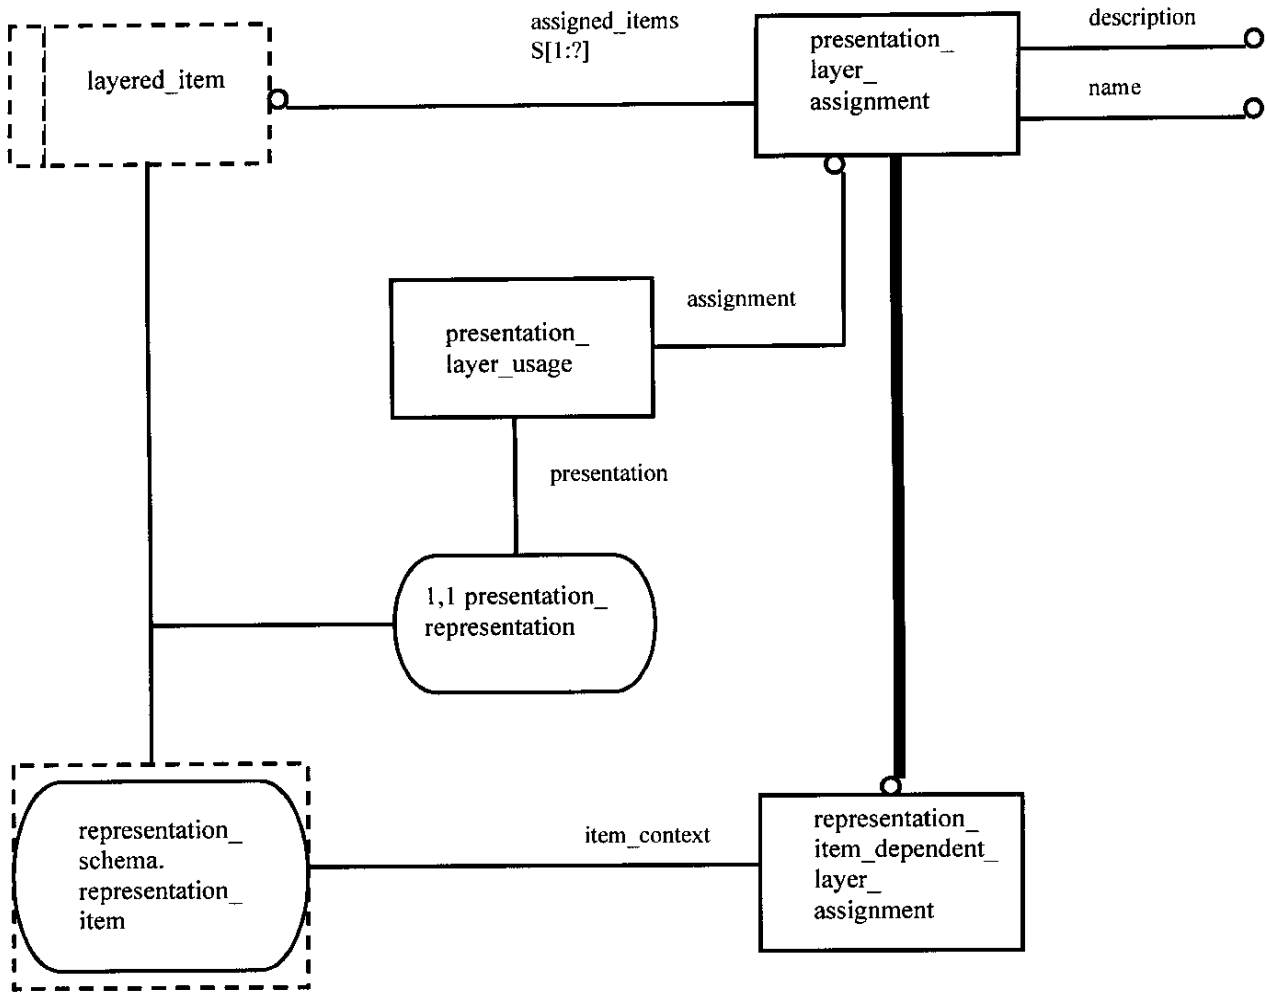 assigned_items
S[1:?]
layered_item
presentation_
layer_
assignment
description
name
presentation_
layer_usage
assignment
presentation
1,1 presentation_
representation
representation_
schema.
representation_
item
item_context
representation_
item_dependent_
layer_
assignment